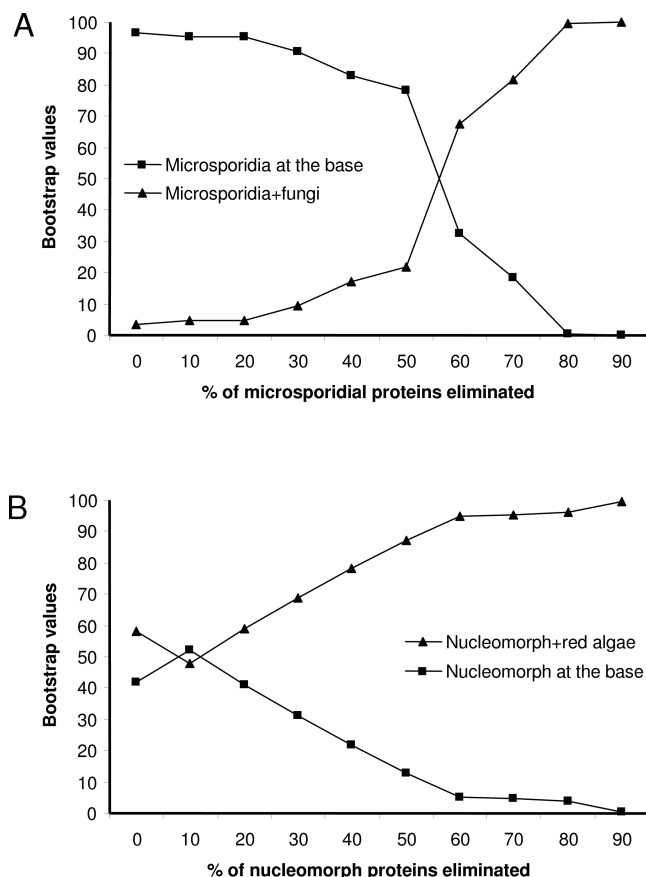 A
Bootstrap values
100
90
80
70
60
50
40
30
20
10
0
Microsporidia at the base
Microsporidia+fungi
0 10 20 30 40 50 60 70 80 90
% of microsporidial proteins eliminated
B
Bootstrap values
100
90
80
70
60
50
40
30
20
10
0
Nucleomorph+red algae
Nucleomorph at the base
0 10 20 30 40 50 60 70 80 90
% of nucleomorph proteins eliminated